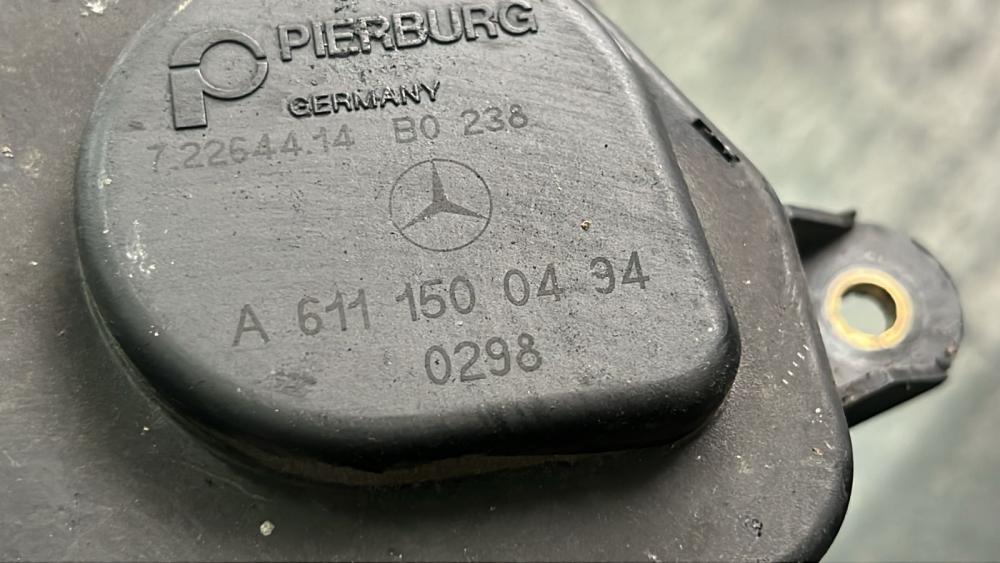 PIERBURG
GERMANY
7.22644.14 B0 238
A 611 150 04 94
0298